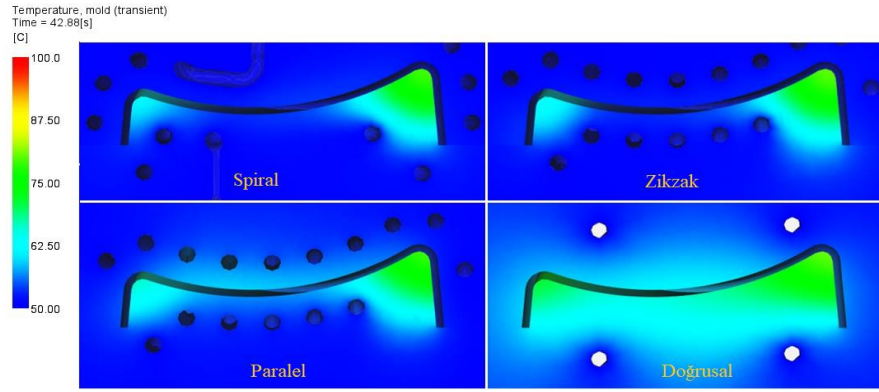 Temperature, mold (transient)
Time = 42.88[s]
[C]
100.0
87.50
75.00
62.50
50.00
Spiral
Zikzak
Paralel
Doğrusal